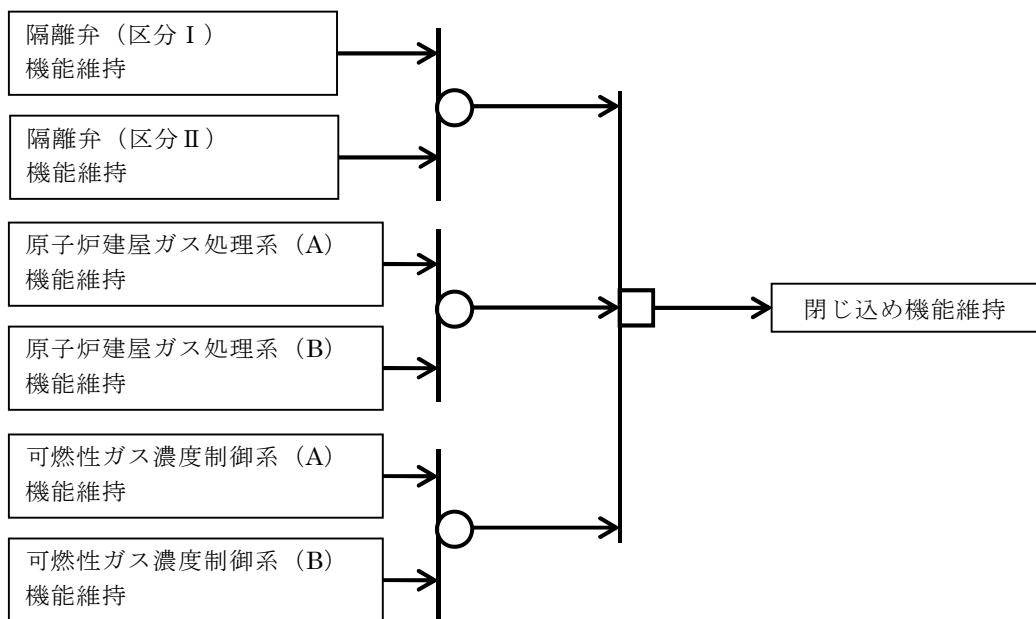 隔離弁（区分Ⅰ）
機能維持
隔離弁（区分Ⅱ）
機能維持
原子炉建屋ガス処理系（A）
機能維持
原子炉建屋ガス処理系（B）
機能維持
可燃性ガス濃度制御系（A）
機能維持
可燃性ガス濃度制御系（B）
機能維持
閉じ込め機能維持